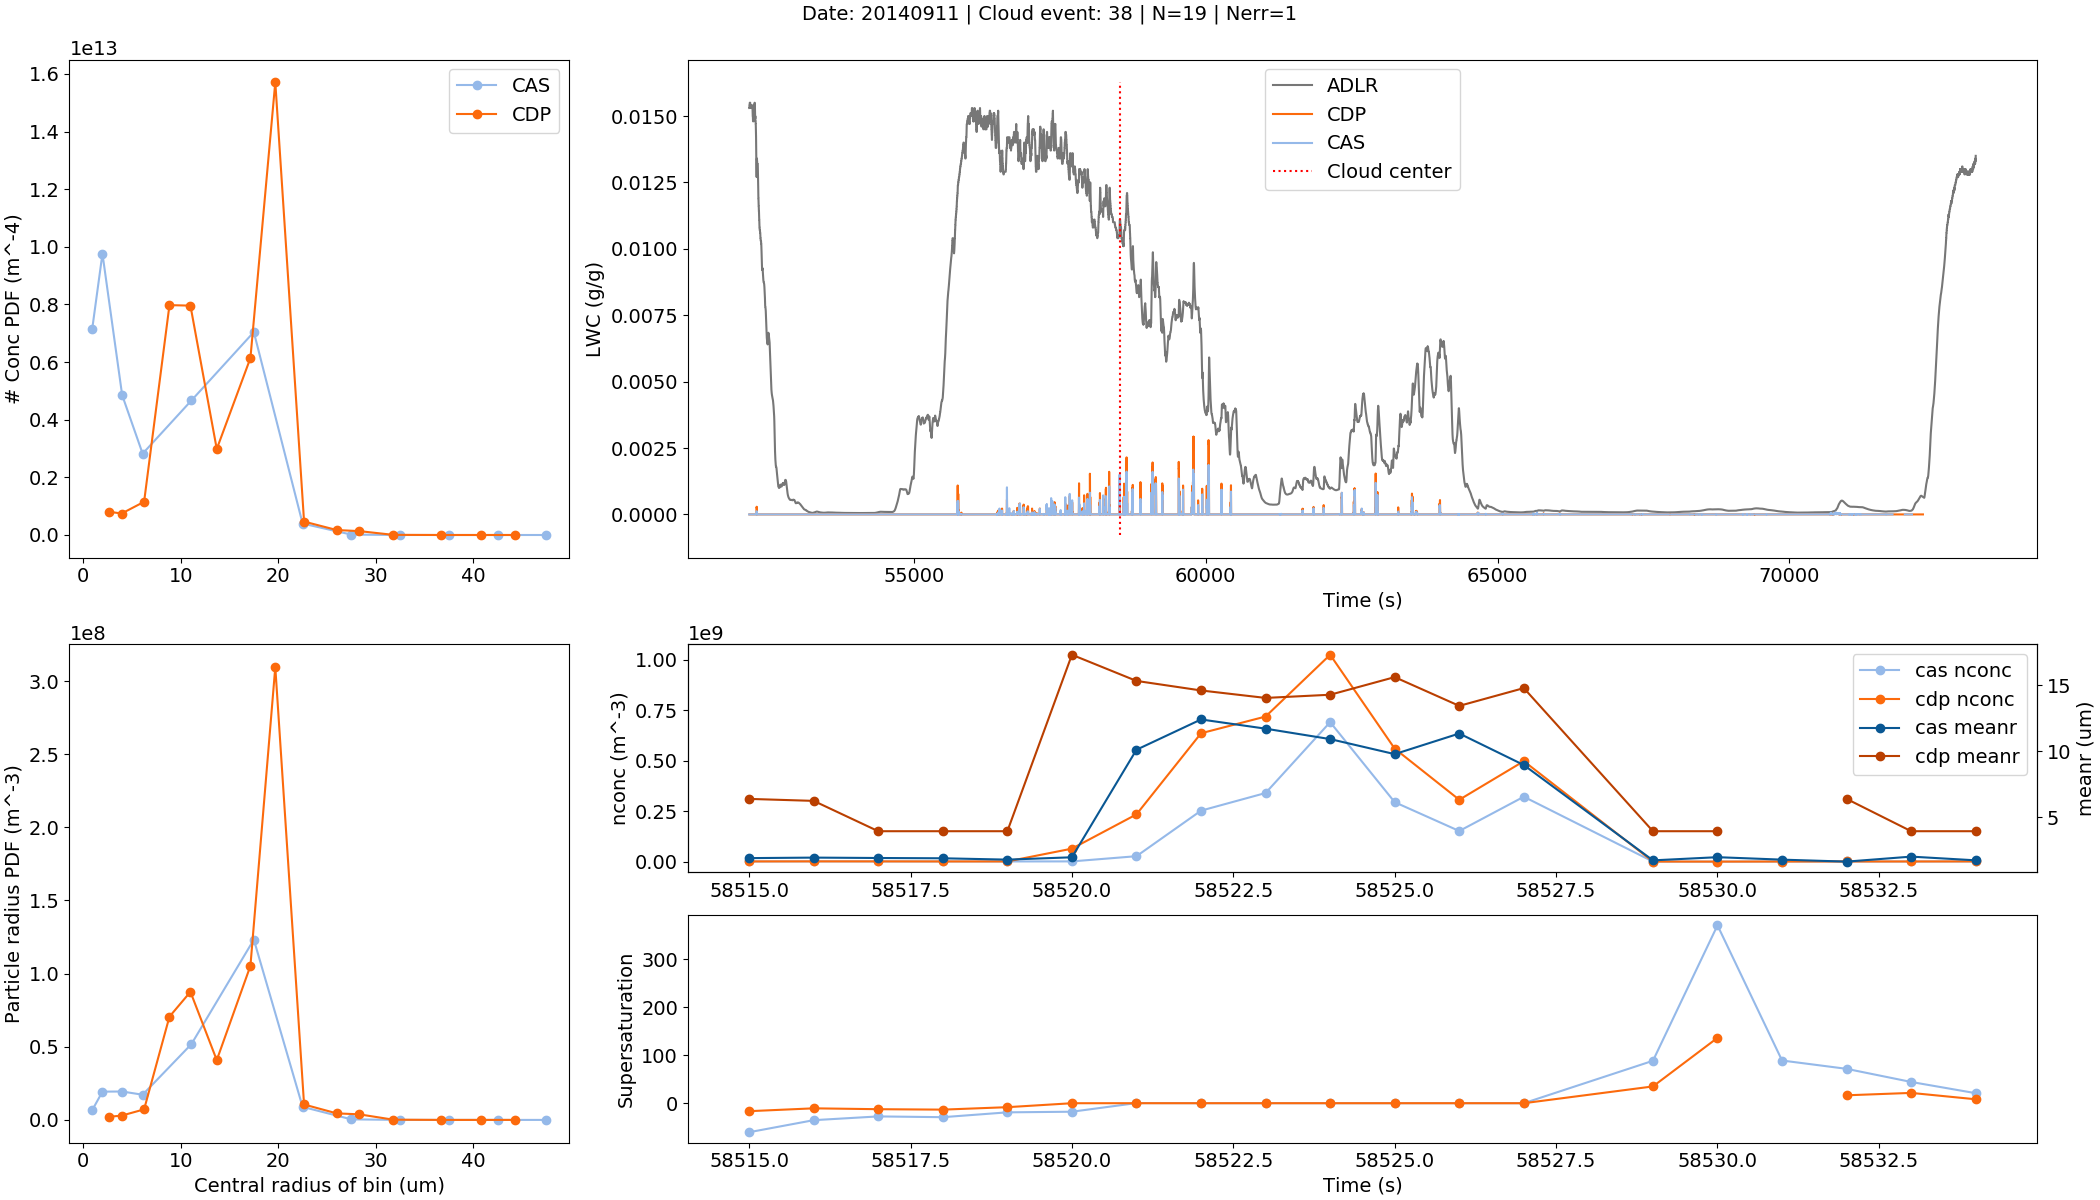 Date: 20140911 | Cloud event: 38 | N=19 | Nerr=1
1e13
# Conc PDF (m^-4)
1.6
1.4
1.2
1.0
0.8
0.6
0.4
0.2
0.0
0 10 20 30 40
CAS
CDP
LWC (g/g)
0.0150
0.0125
0.0100
0.0075
0.0050
0.0025
0.0000
55000 60000 65000 70000
Time (s)
ADLR
CDP
CAS
Cloud center
1e8
Particle radius PDF (m^-3)
3.0
2.5
2.0
1.5
1.0
0.5
0.0
0 10 20 30 40
Central radius of bin (um)
1e9
nconc (m^-3)
1.00
0.75
0.50
0.25
0.00
58515.0 58517.5 58520.0 58522.5 58525.0 58527.5 58530.0 58532.5
cas nconc
cdp nconc
cas meanr
cdp meanr
15
10
5
meanr (um)
Supersaturation
300
200
100
0
58515.0 58517.5 58520.0 58522.5 58525.0 58527.5 58530.0 58532.5
Time (s)